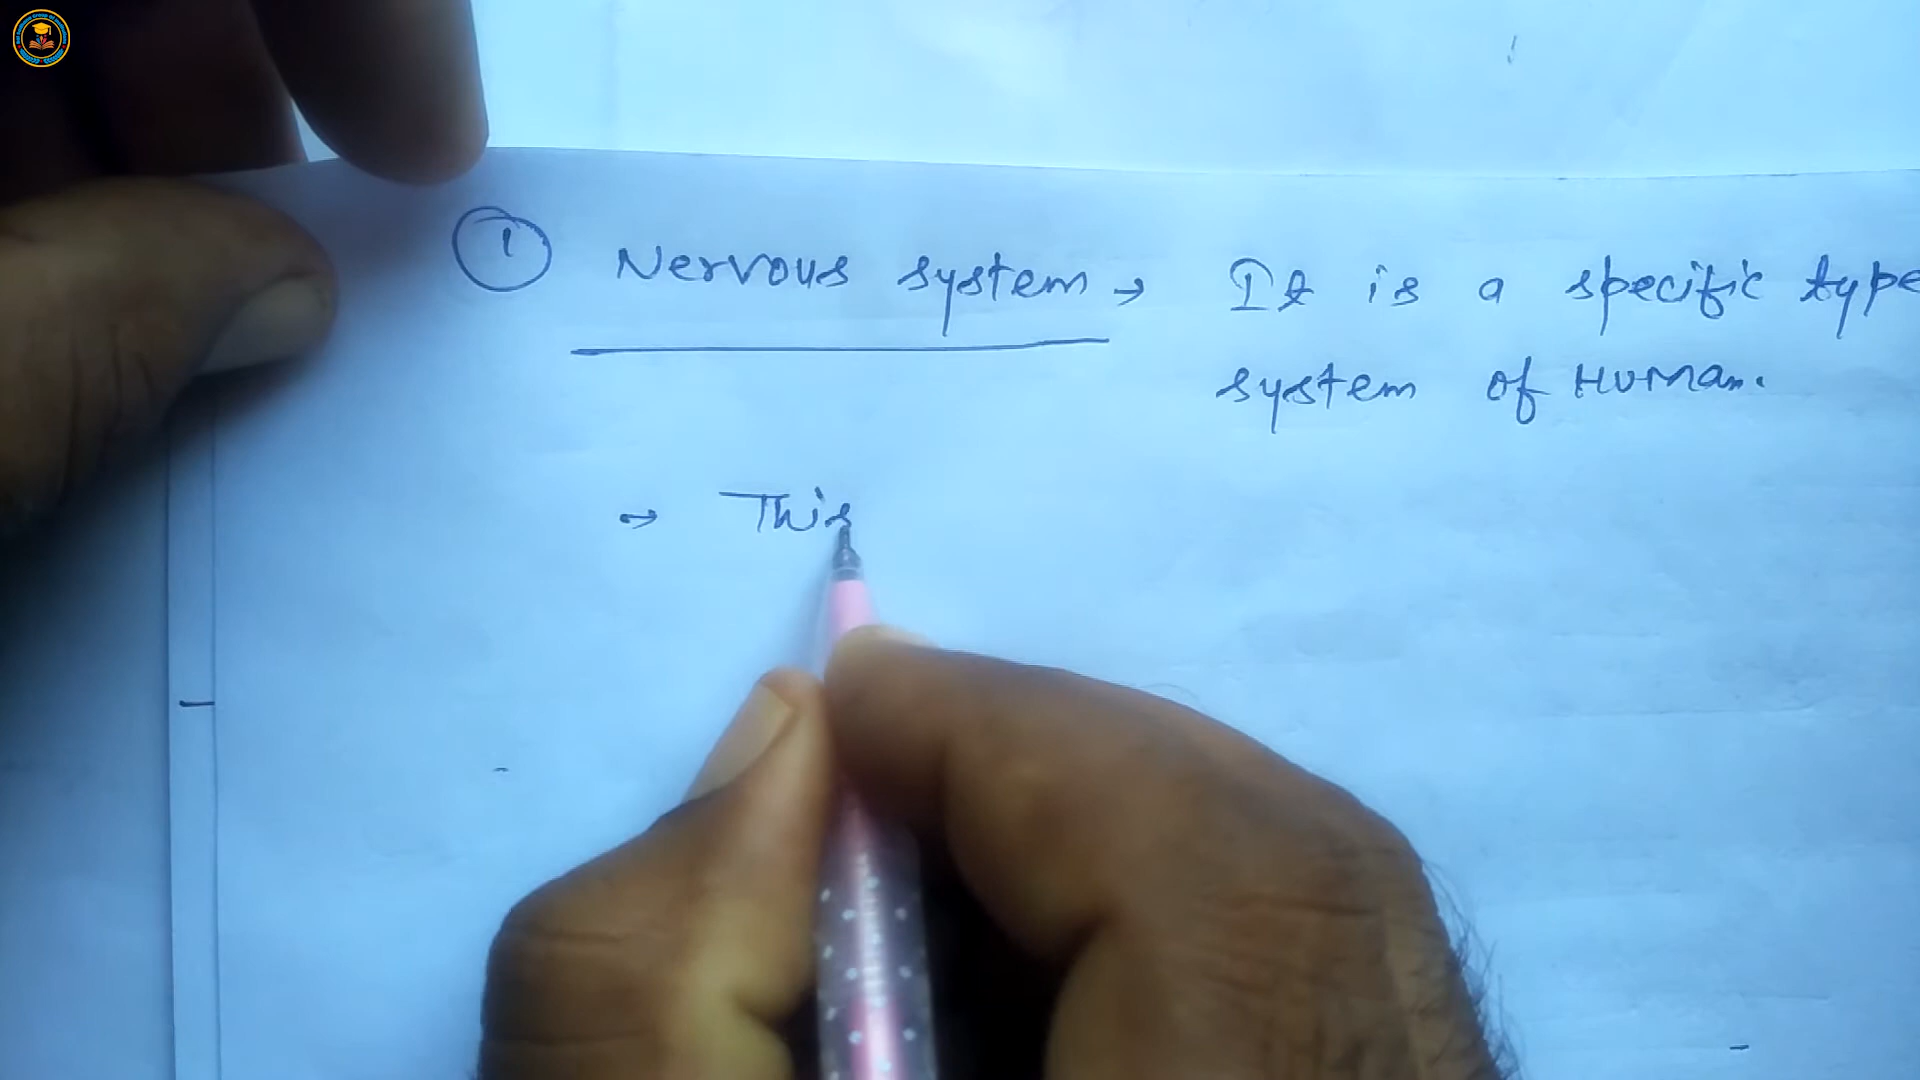 ① Nervous system → It is a specific type
system of Human.
→ This